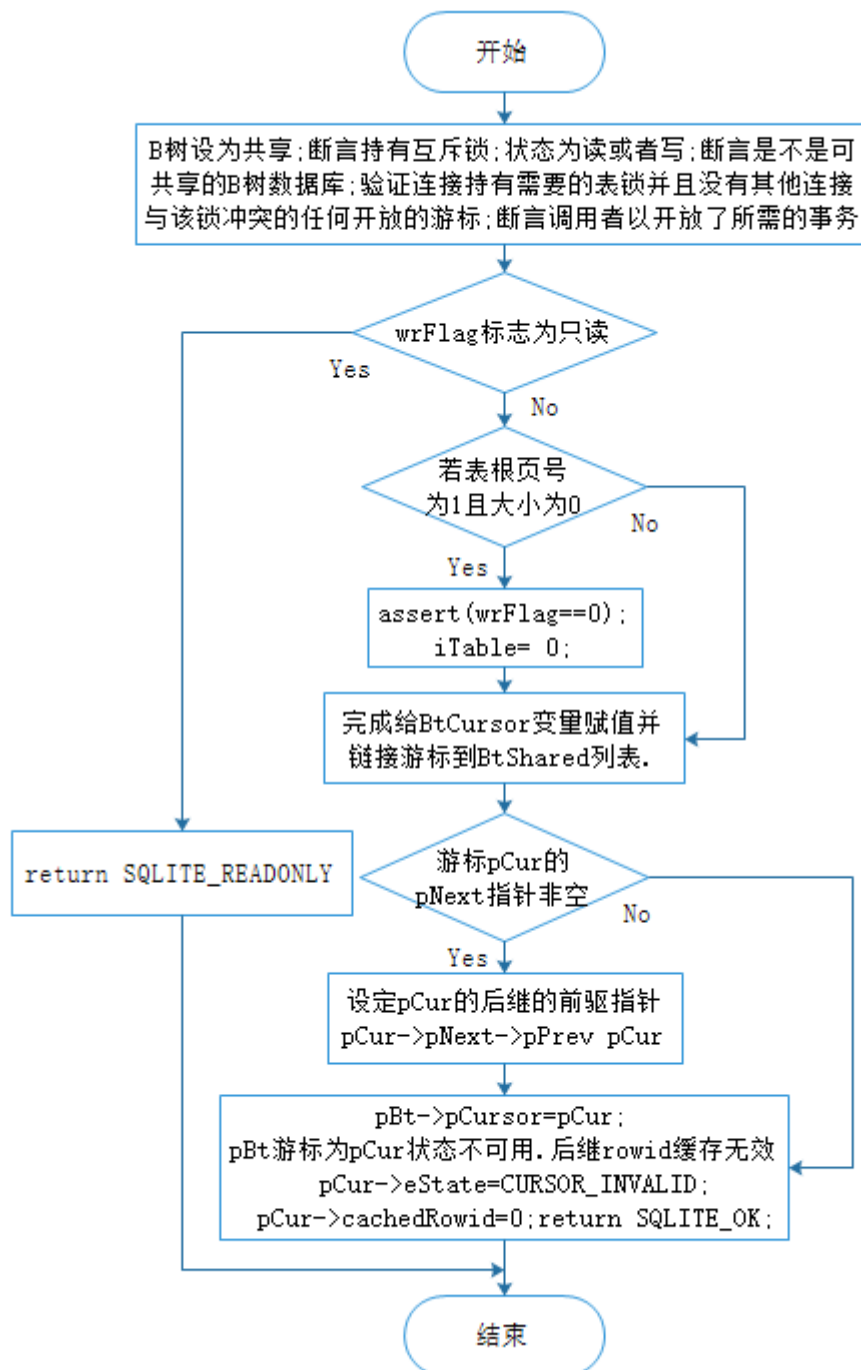 开始
B树设为共享;断言持有互斥锁;状态为读或者写;断言是不是可
共享的B树数据库;验证连接持有需要的表锁并且没有其他连接
与该锁冲突的任何开放的游标;断言调用者以开放了所需的事务
wrFlag标志为只读
Yes
No
若表根页号
为1且大小为0
No
Yes
assert(wrFlag==0);
iTable= 0;
完成给BtCursor变量赋值并
链接游标到BtShared列表.
return SQLITE_READONLY
游标pCur的
pNext指针非空
No
Yes
设定pCur的后继的前驱指针
pCur->pNext->pPrev pCur
pBt->pCursor=pCur;
pBt游标为pCur状态不可用.后继rowid缓存无效
pCur->eState=CURSOR_INVALID;
pCur->cachedRowid=0;return SQLITE_OK;
结束